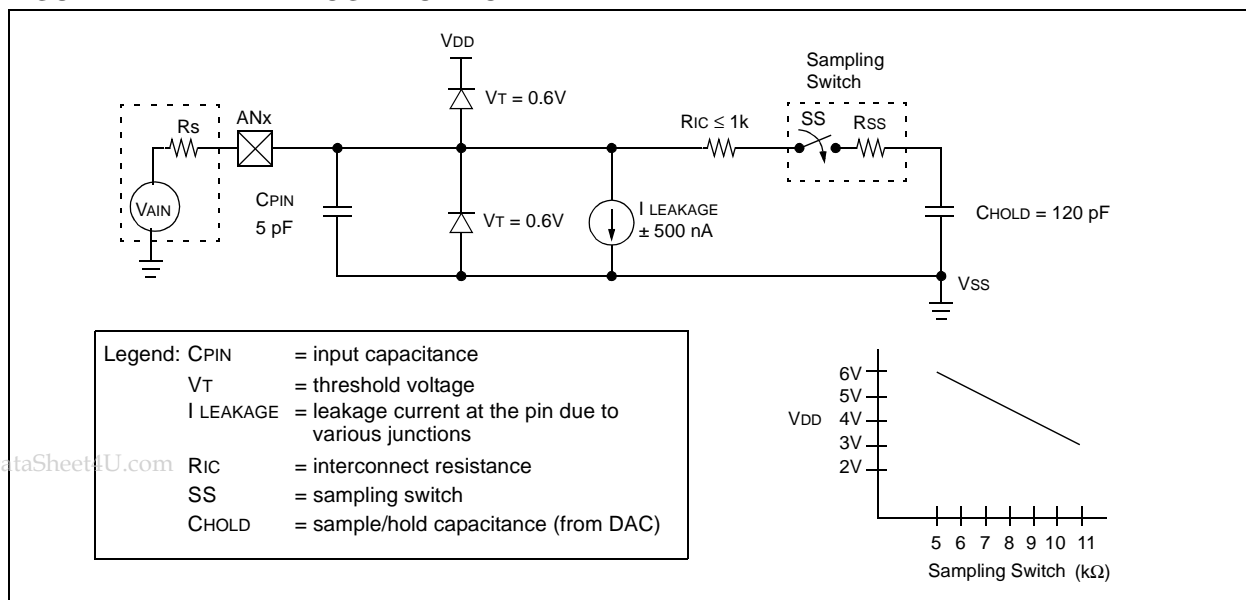 VDD
Sampling
Switch
VT = 0.6V
ANx
Rs
RIC ≤ 1k
SS
RSS
VAIN
CPIN
5 pF
VT = 0.6V
I LEAKAGE
± 500 nA
CHOLD = 120 pF
VSS
Legend: CPIN = input capacitance
VT = threshold voltage
I LEAKAGE = leakage current at the pin due to
various junctions
RIC = interconnect resistance
SS = sampling switch
CHOLD = sample/hold capacitance (from DAC)
ataSheet4U.com
6V
5V
VDD 4V
3V
2V
5 6 7 8 9 10 11
Sampling Switch (kΩ)